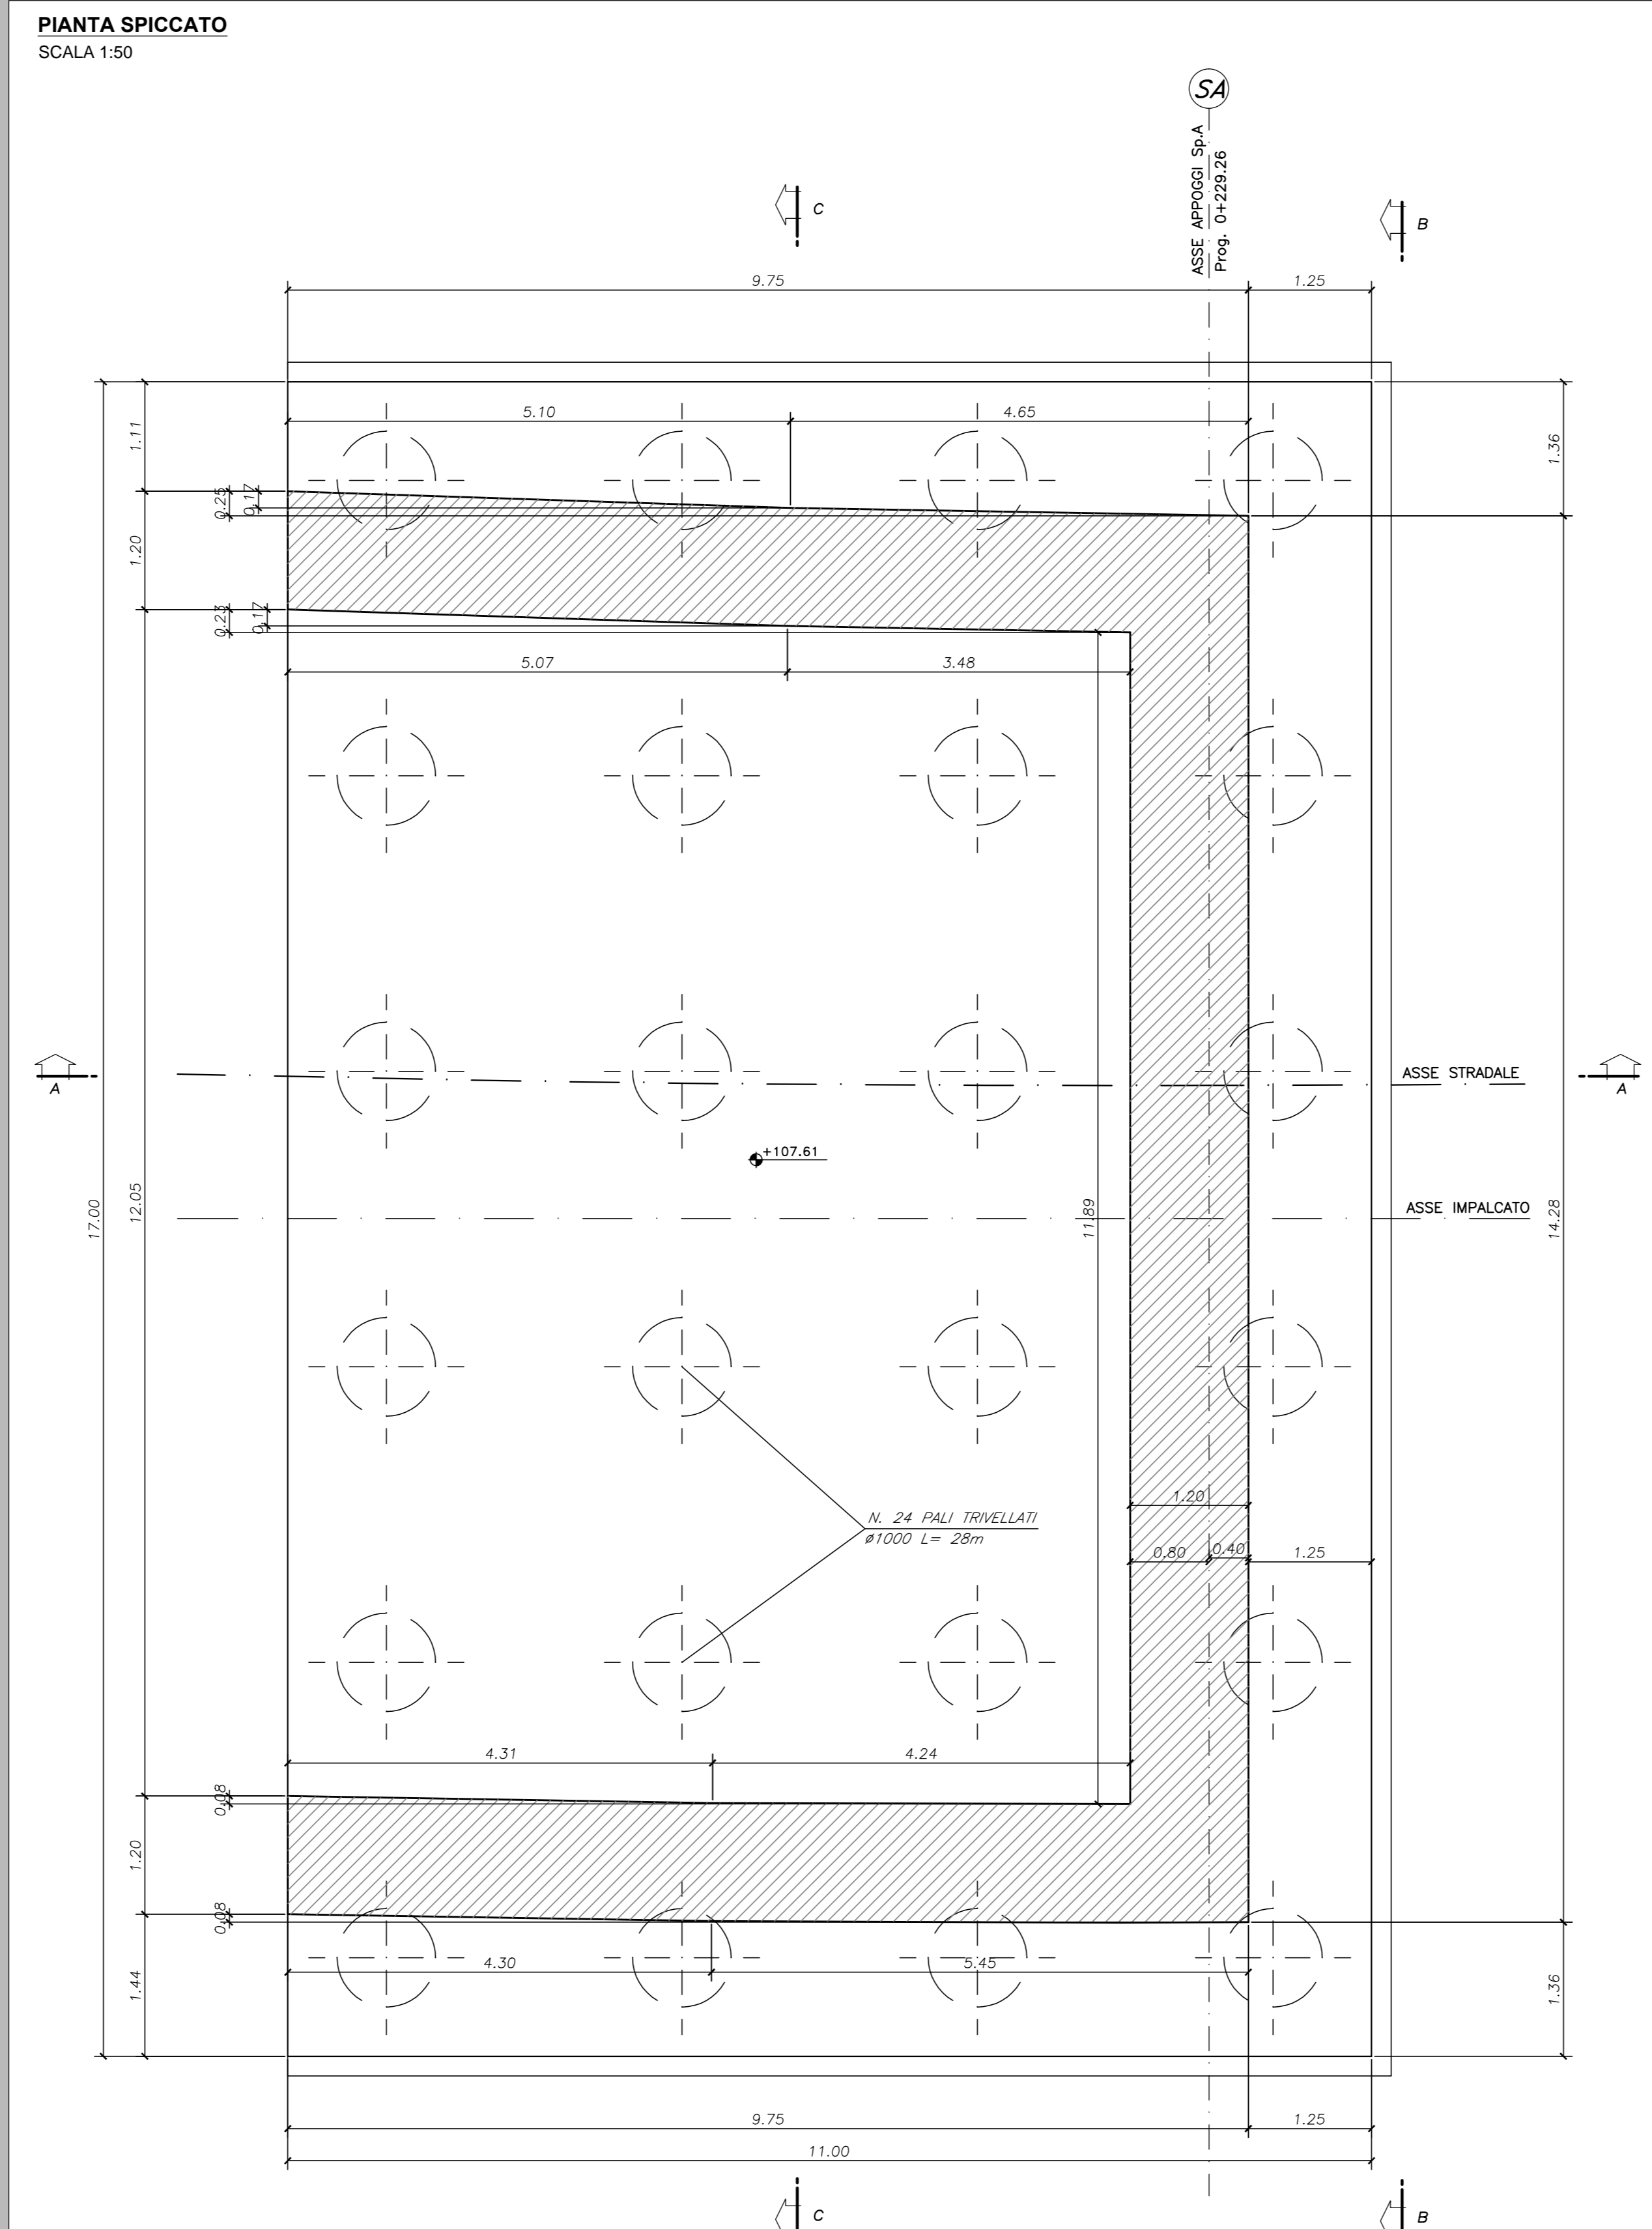 PIANTA SPICCATO
SCALA 1:50
SA
ASSE APPOGGI Sp.A
Prog. 0+229.26
C
B
9.75
1.25
5.10
4.65
1.11
1.36
0.25
0.17
1.20
0.23
0.17
5.07
3.48
A
ASSE STRADALE
A
+107.61
17.00
12.05
11.89
ASSE IMPALCATO
14.28
1.20
N. 24 PALI TRIVELLATI
ø1000 L= 28m
0.80
0.40
1.25
4.31
4.24
0.08
1.20
0.08
4.30
5.45
1.44
1.36
9.75
1.25
11.00
C
B